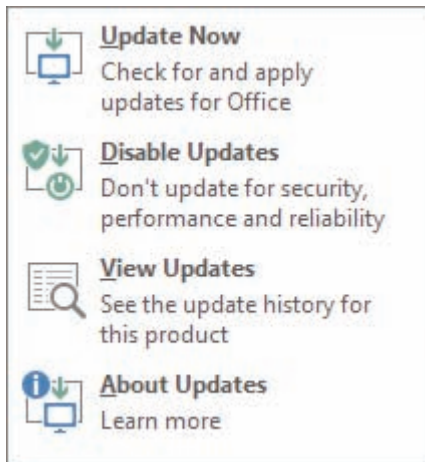 Update Now
Check for and apply
updates for Office
Disable Updates
Don't update for security,
performance and reliability
View Updates
See the update history for
this product
About Updates
Learn more